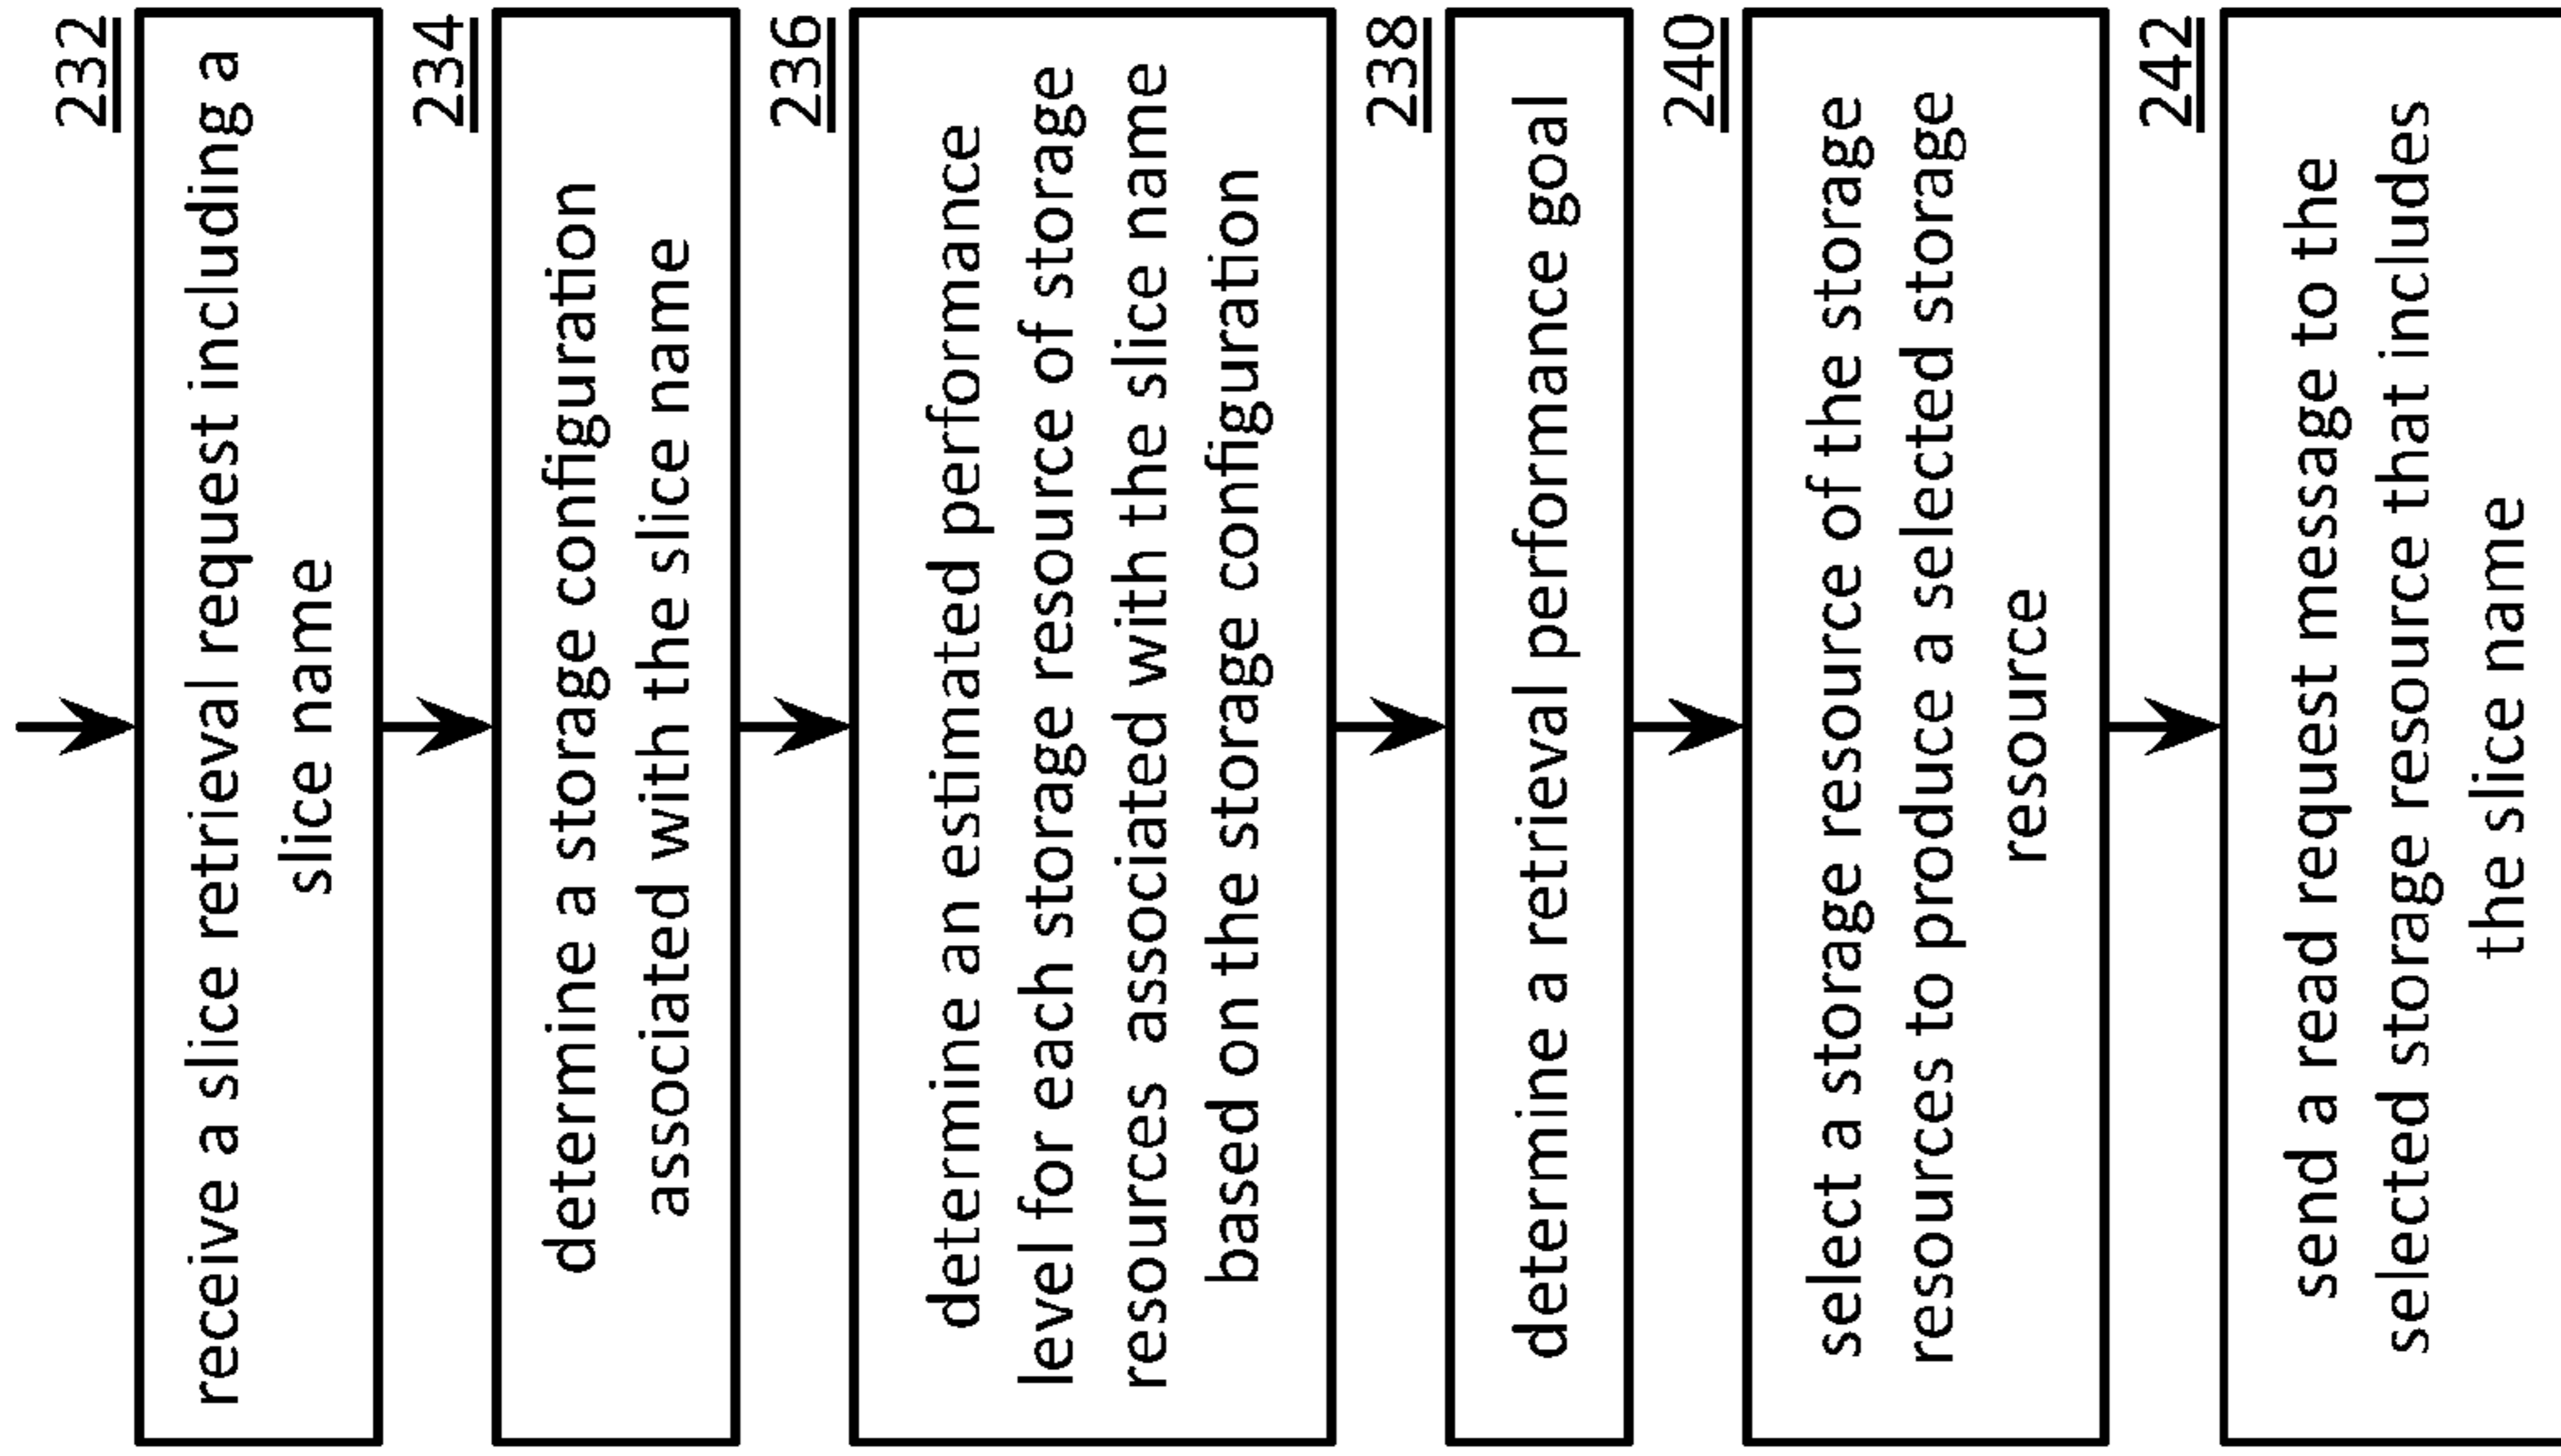 232
receive a slice retrieval request including a
slice name
234
determine a storage configuration
associated with the slice name
236
determine an estimated performance
level for each storage resource of storage
resources associated with the slice name
based on the storage configuration
238
determine a retrieval performance goal
240
select a storage resource of the storage
resources to produce a selected storage
resource
242
send a read request message to the
selected storage resource that includes
the slice name